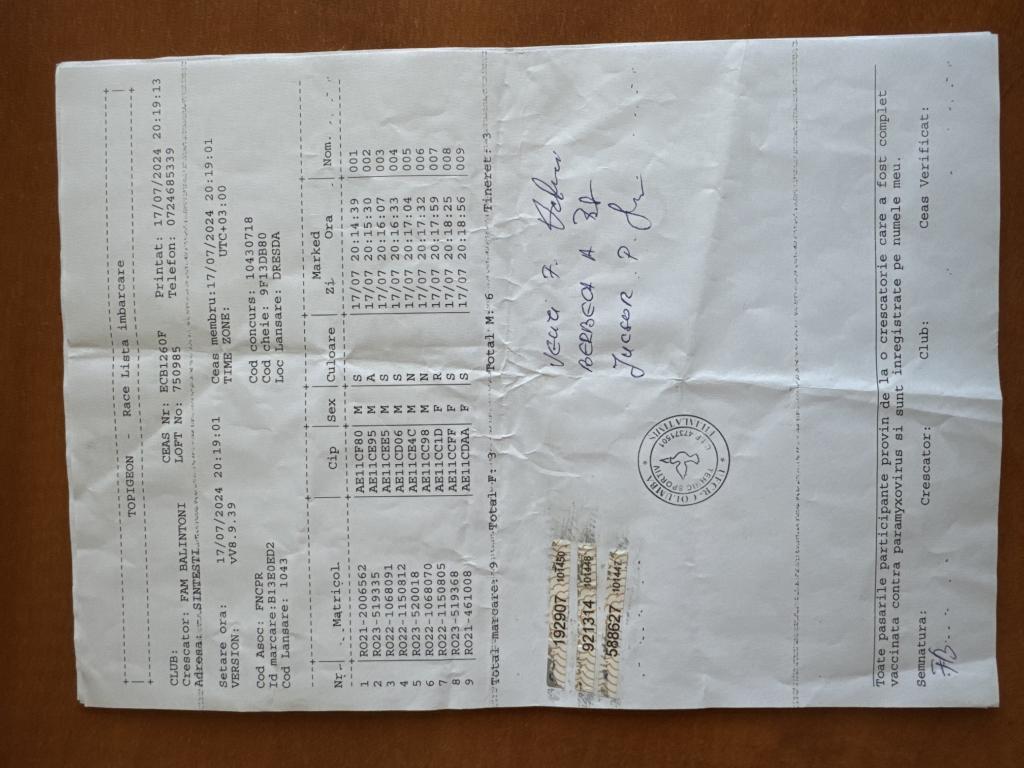 TOPIGEON - Race Lista imbarcare
CLUB: CEAS Nr: ECB1260F Printat: 17/07/2024 20:19:13
Crescator: FAM BALINTONI LOFT No: 750985 Telefon: 0724685339
Adresa: SINTESTI
Setare ora: 17/07/2024 20:19:01 Ceas membru:17/07/2024 20:19:01
VERSION: vV8.9.39 TIME ZONE: UTC+03:00
Cod Asoc: FNCPR Cod concurs: 10430718
Id marcare:B13E0ED2 Cod cheie: 9F13DB80
Cod Lansare: 1043 Loc Lansare: DRESDA
Marked
Nr. Matricol Cip Sex Culoare Zi Ora Nom.
1 RO21-2006562 AE11CF80 M S 17/07 20:14:39 001
2 RO23-519335 AE11CE95 M A 17/07 20:15:30 002
3 RO22-1068091 AE11CEE5 M S 17/07 20:16:07 003
4 RO22-1150812 AE11CD06 M S 17/07 20:16:33 004
5 RO23-520018 AE11CE4C M N 17/07 20:17:04 005
6 RO22-1068070 AE11CC98 M N 17/07 20:17:32 006
7 RO22-1150805 AE11CC1D F R 17/07 20:17:59 007
8 RO23-519368 AE11CCFF F S 17/07 20:18:25 008
9 RO21-461008 AE11CDAA F S 17/07 20:18:56 009
Total marcare: 9 Total F: 3 Total M: 6 Tineret: 3
192907 101450
921314 101448
588627 101447
UFCR-COLUMBA
TEHNIC SPORTIV
CIF 47371501
BERBECA A
Toate pasarile participante provin de la o crescatorie care a fost complet
vaccinata contra paramyxovirus si sunt inregistrate pe numele meu.
Semnatura: Crescator: Club: Ceas Verificat: